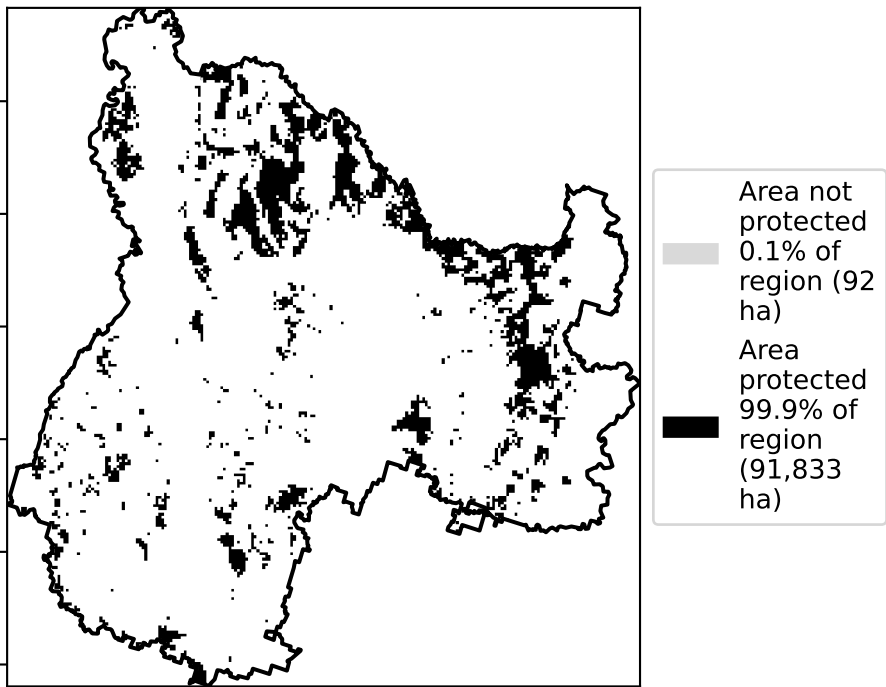 Area not
protected
0.1% of
region (92
ha)
Area
protected
99.9% of
region
(91,833
ha)